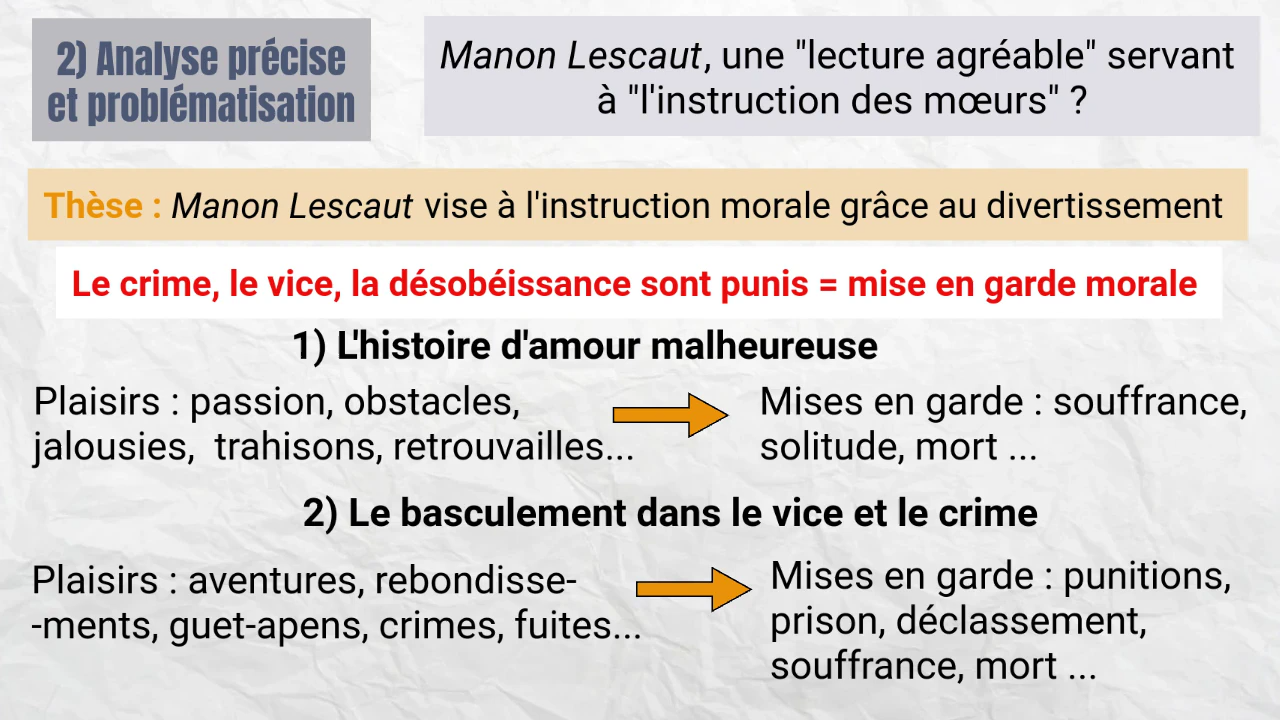 2) Analyse précise
et problématisation
Manon Lescaut, une "lecture agréable" servant
à "l'instruction des mœurs" ?
Thèse : Manon Lescaut vise à l'instruction morale grâce au divertissement
Le crime, le vice, la désobéissance sont punis = mise en garde morale
1) L'histoire d'amour malheureuse
Plaisirs : passion, obstacles,
jalousies, trahisons, retrouvailles...
Mises en garde : souffrance,
solitude, mort ...
2) Le basculement dans le vice et le crime
Plaisirs : aventures, rebondisse-
-ments, guet-apens, crimes, fuites...
Mises en garde : punitions,
prison, déclassement,
souffrance, mort ...